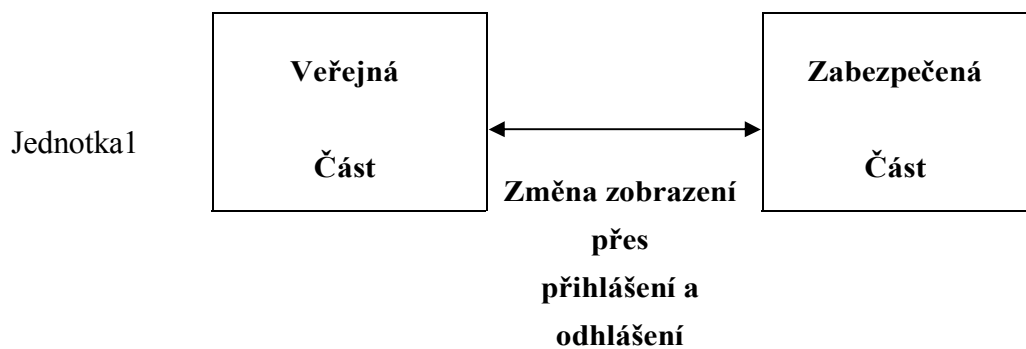 Veřejná
Část
Zabezpečená
Část
Jednotka1
Změna zobrazení
přes
přihlášení a
odhlášení